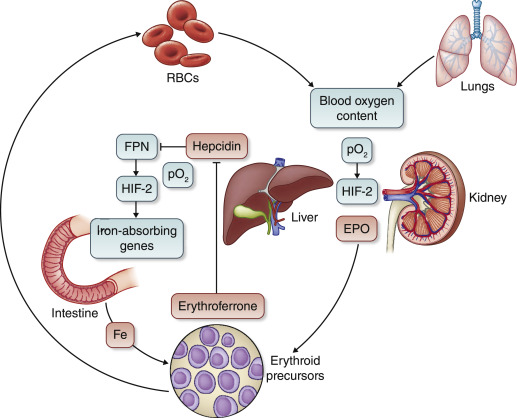 RBCs
Lungs
Blood oxygen
content
FPN
Hepcidin
pO2
pO2
HIF-2
HIF-2
Kidney
Liver
EPO
Iron-absorbing
genes
Intestine
Erythroferrone
Fe
Erythroid
precursors